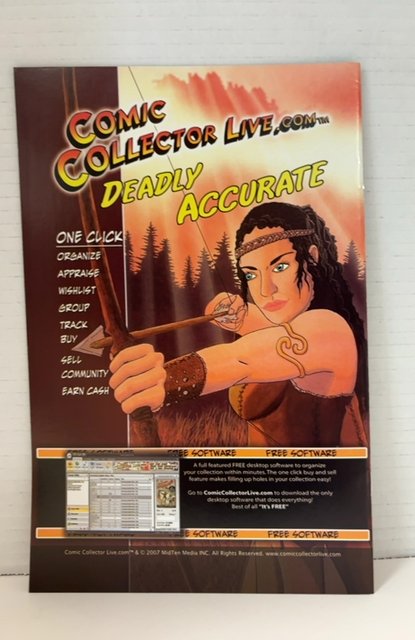 COMIC
COLLECTOR LIVE.COM™
DEADLY
ACCURATE
ONE CLICK
ORGANIZE
APPRAISE
WISHLIST
GROUP
TRACK
BUY
SELL
COMMUNITY
EARN CASH
SOFTWARE FREE SOFTWARE FREE SOFTWARE
A full featured FREE desktop software to organize
your collection within minutes. The one click buy and sell
feature makes filling up holes in your collection easy!
Go to ComicCollectorLive.com to download the only
desktop software that does everything!
Best of all "It's FREE"
FREE SOFTWARE FREE SOFTWARE
Comic Collector Live.com™ & © 2007 MidTen Media INC. All Rights Reserved. www.comiccollectorlive.com